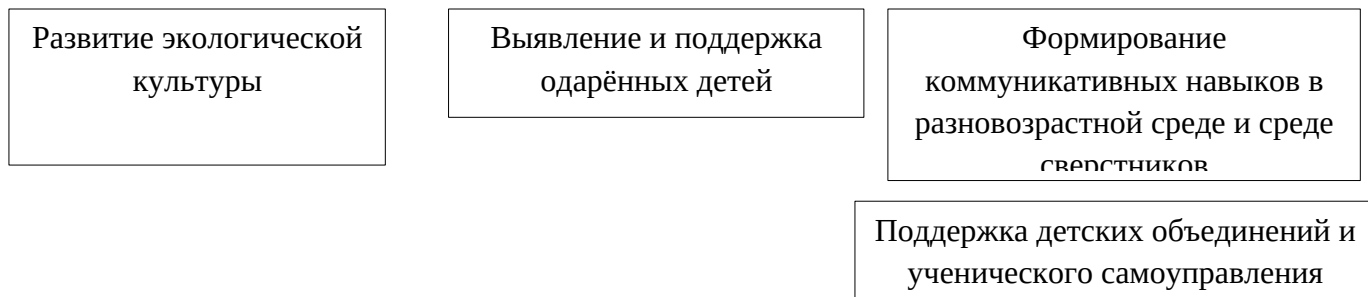 Развитие экологической
культуры
Выявление и поддержка
одарённых детей
Формирование
коммуникативных навыков в
разновозрастной среде и среде
сверстников
Поддержка детских объединений и
ученического самоуправления